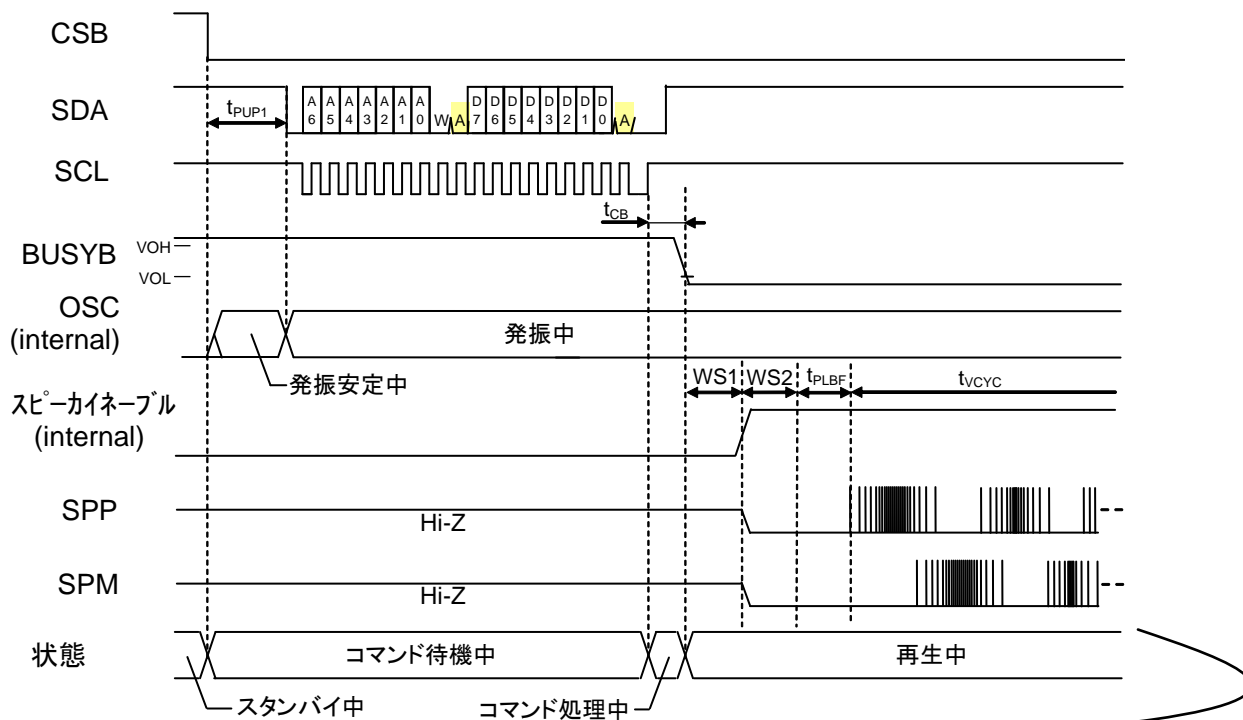 CSB
SDA
tPUP1
A6 A5 A4 A3 A2 A1 A0 W A D7 D6 D5 D4 D3 D2 D1 D0 A
SCL
tCB
BUSYB
VOH
VOL
OSC
(internal)
発振中
発振安定中
WS1 WS2 tPLBF tVCYC
スピーカイネーブル
(internal)
SPP
Hi-Z
SPM
Hi-Z
状態
コマンド待機中
再生中
スタンバイ中
コマンド処理中